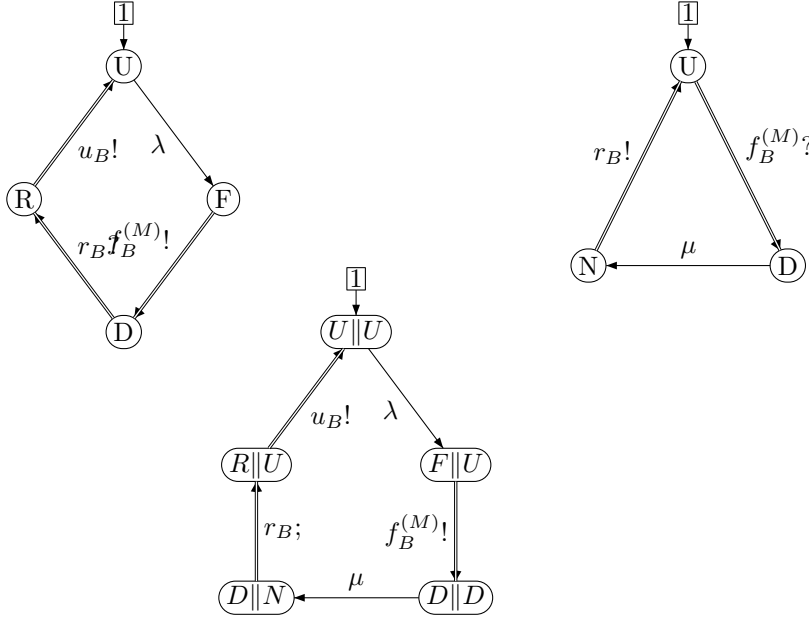 1
U
u_B!
λ
R
F
r_B?
f_B^{(M)}!
D
1
U
r_B!
f_B^{(M)}?
N
μ
D
1
U||U
u_B!
λ
R||U
F||U
r_B;
f_B^{(M)}!
D||N
μ
D||D